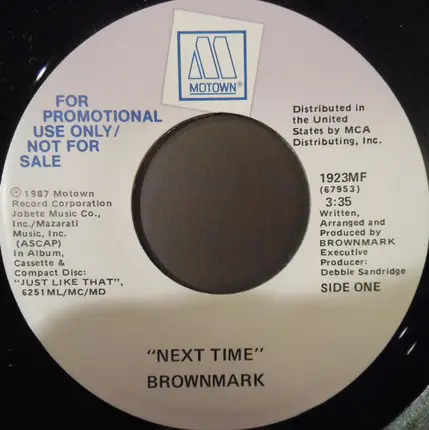 MOTOWN®
FOR
PROMOTIONAL
USE ONLY/
NOT FOR
SALE
℗ 1987 Motown
Record Corporation
Jobete Music Co.,
Inc./Mazarati
Music, Inc.
(ASCAP)
In Album,
Cassette &
Compact Disc:
"JUST LIKE THAT",
6251ML/MC/MD
Distributed in
the United
States by MCA
Distributing, Inc.
1923MF
(67953)
3:35
Written,
Arranged and
Produced by
BROWNMARK
Executive
Producer:
Debbie Sandridge
SIDE ONE
"NEXT TIME"
BROWNMARK